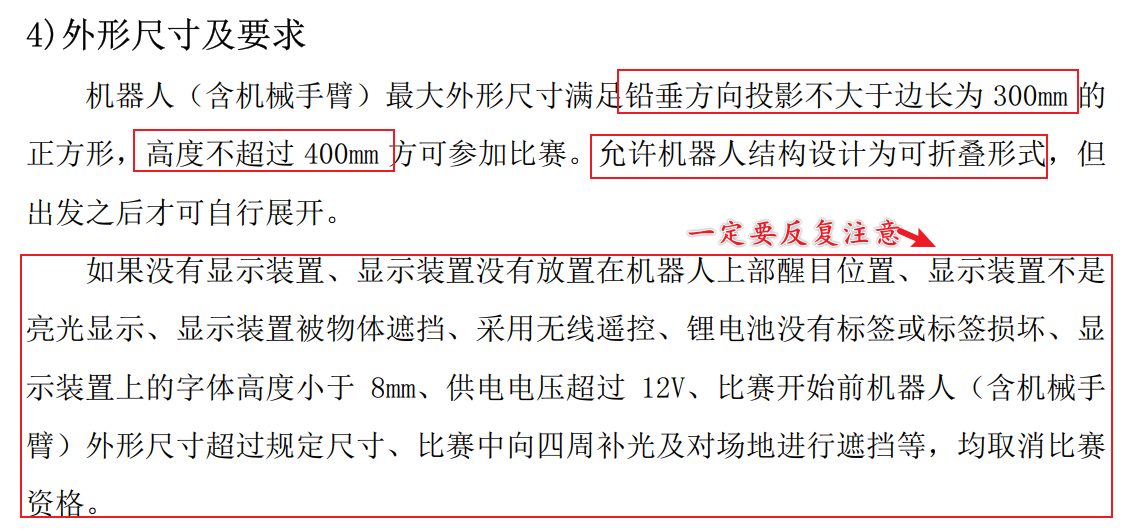 4)外形尺寸及要求
机器人（含机械手臂）最大外形尺寸满足铅垂方向投影不大于边长为 300mm 的
正方形，高度不超过 400mm 方可参加比赛。允许机器人结构设计为可折叠形式，但
出发之后才可自行展开。
一定要反复注意
如果没有显示装置、显示装置没有放置在机器人上部醒目位置、显示装置不是
亮光显示、显示装置被物体遮挡、采用无线遥控、锂电池没有标签或标签损坏、显
示装置上的字体高度小于 8mm、供电电压超过 12V、比赛开始前机器人（含机械手
臂）外形尺寸超过规定尺寸、比赛中向四周补光及对场地进行遮挡等，均取消比赛
资格。